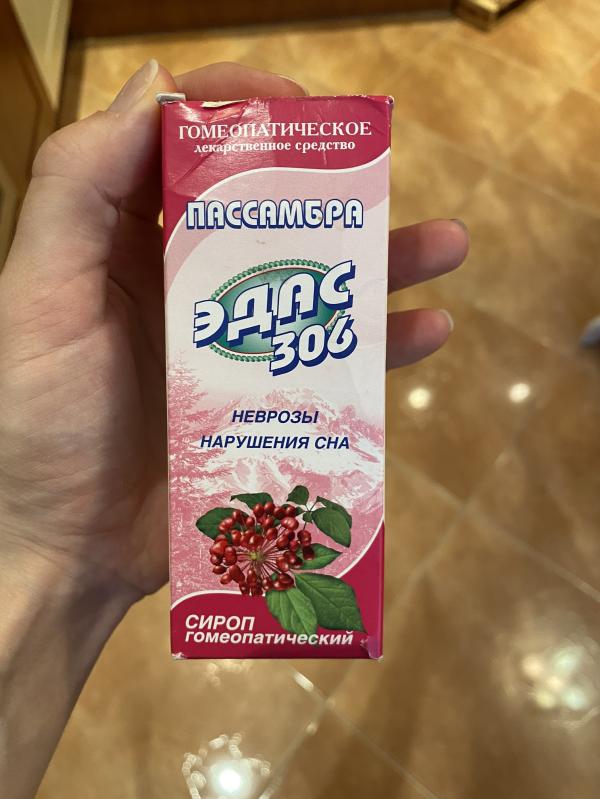 ГОМЕОПАТИЧЕСКОЕ
лекарственное средство
ПАССАМБРА
ЭДАС
306
НЕВРОЗЫ
НАРУШЕНИЯ СНА
СИРОП
гомеопатический